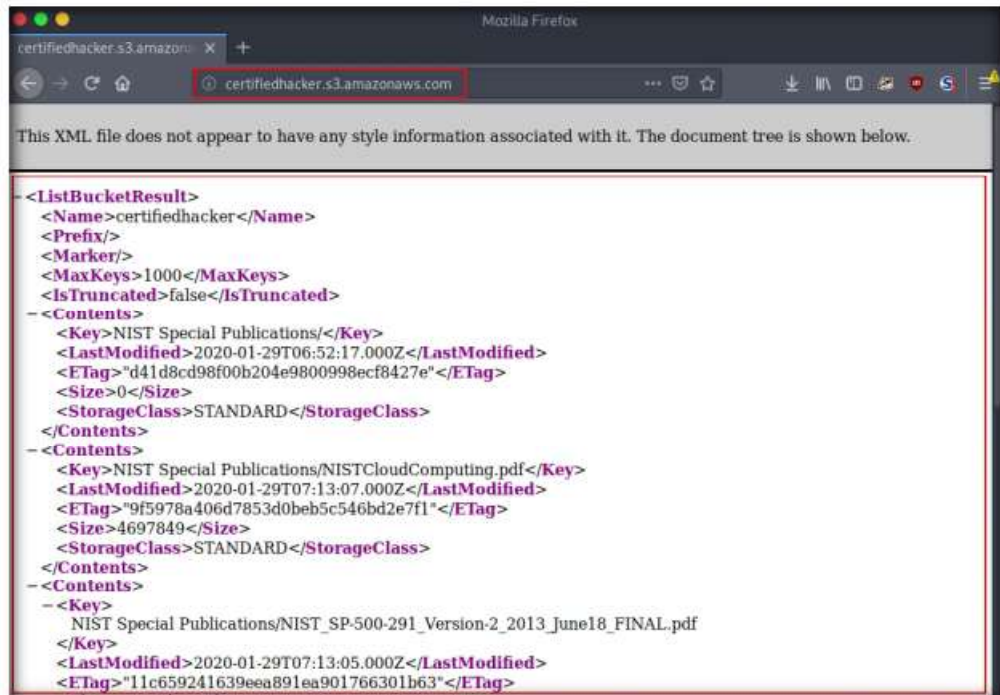 Mozilla Firefox
certifiedhacker.s3.amazona
certifiedhacker.s3.amazonaws.com
This XML file does not appear to have any style information associated with it. The document tree is shown below.
−<ListBucketResult>
<Name>certifiedhacker</Name>
<Prefix/>
<Marker/>
<MaxKeys>1000</MaxKeys>
<IsTruncated>false</IsTruncated>
−<Contents>
<Key>NIST Special Publications/</Key>
<LastModified>2020-01-29T06:52:17.000Z</LastModified>
<ETag>"d41d8cd98f00b204e9800998ecf8427e"</ETag>
<Size>0</Size>
<StorageClass>STANDARD</StorageClass>
</Contents>
−<Contents>
<Key>NIST Special Publications/NISTCloudComputing.pdf</Key>
<LastModified>2020-01-29T07:13:07.000Z</LastModified>
<ETag>"9f5978a406d7853d0beb5c546bd2e7f1"</ETag>
<Size>4697849</Size>
<StorageClass>STANDARD</StorageClass>
</Contents>
−<Contents>
−<Key>
NIST Special Publications/NIST_SP-500-291_Version-2_2013_June18_FINAL.pdf
</Key>
<LastModified>2020-01-29T07:13:05.000Z</LastModified>
<ETag>"11c659241639eea891ea901766301b63"</ETag>